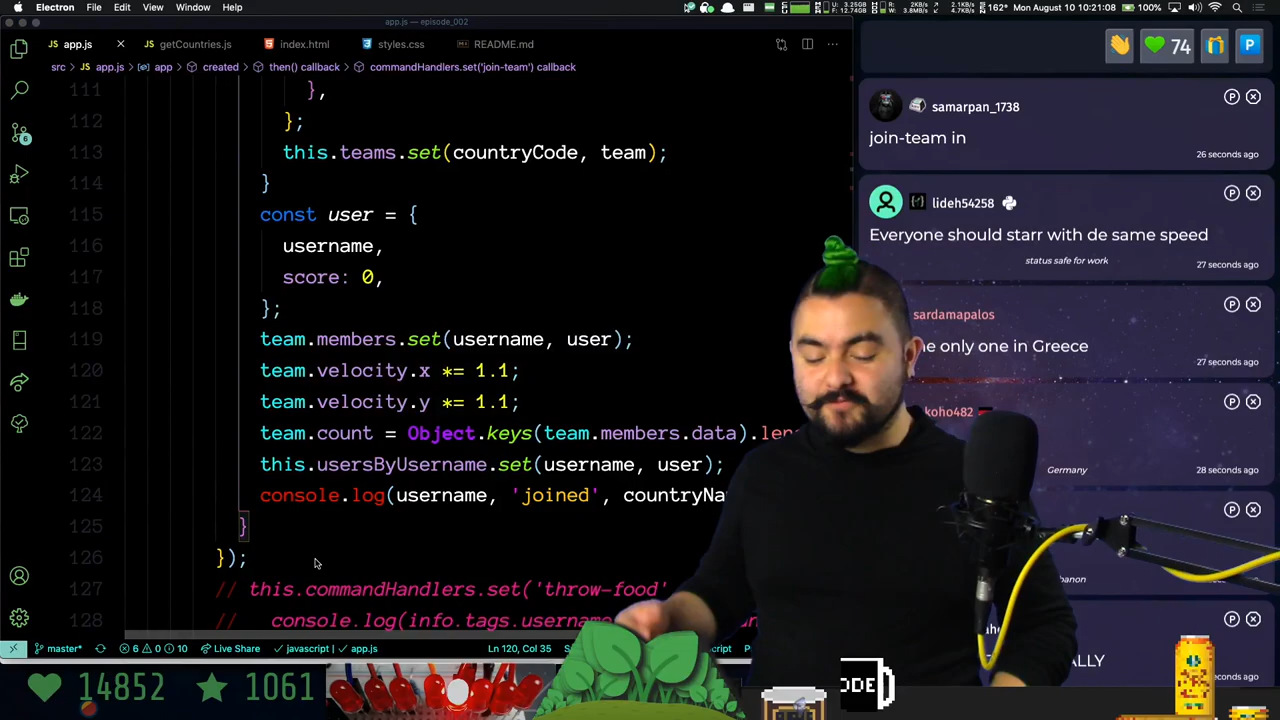 Electron File Edit View Window Help
Mon August 10 10:21:08
100%
app.js — episode_002
app.js
getCountries.js
index.html
styles.css
README.md
src > app.js > app > created > then() callback > commandHandlers.set('join-team') callback
111 },
112 };
113 this.teams.set(countryCode, team);
114 }
115 const user = {
116 username,
117 score: 0,
118 };
119 team.members.set(username, user);
120 team.velocity.x *= 1.1;
121 team.velocity.y *= 1.1;
122 team.count = Object.keys(team.members.data).len
123 this.usersByUsername.set(username, user);
124 console.log(username, 'joined', countryNa
125 }
126 });
127 // this.commandHandlers.set('throw-food'
128 // console.log(info.tags.username
master* 6 0 10 Live Share javascript | app.js Ln 120, Col 35
14852 1061
74
P
samarpan_1738
join-team in
26 seconds ago
lideh54258
Everyone should starr with de same speed
status safe for work
27 seconds ago
sardamapalos
e only one in Greece
27 seconds ago
koho482
Germany
28 seconds ago